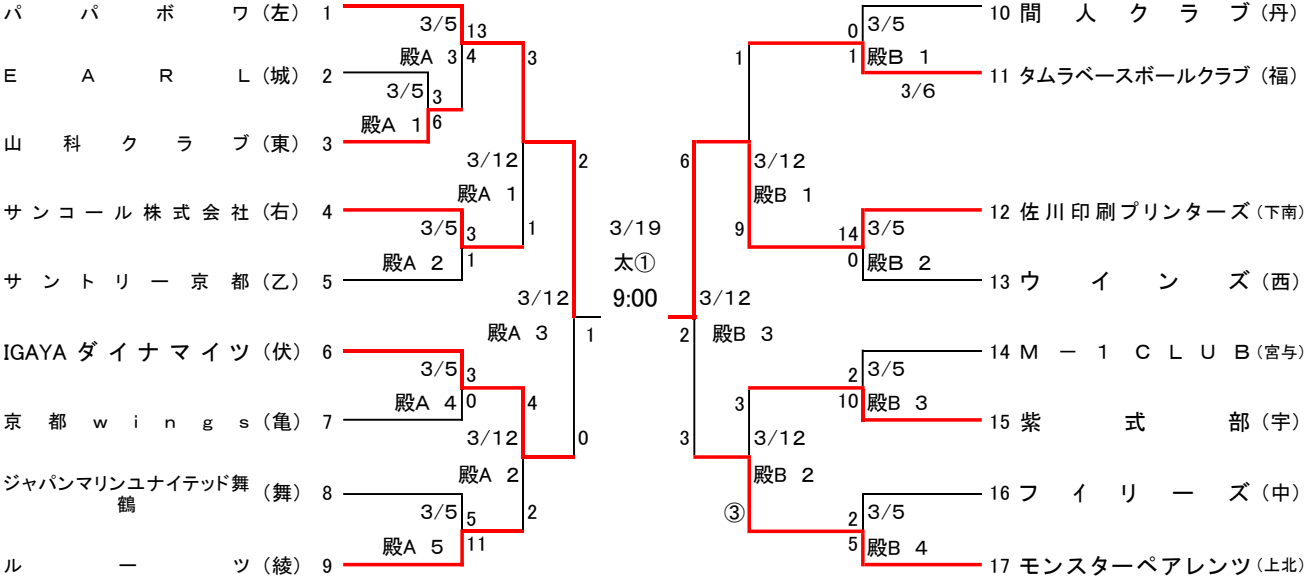 パパボワ（左） 1
3/5 13
殿A 3 4
3
EARL（城） 2
3/5 3
殿A 1 6
山科クラブ（東） 3
3/12
殿A 1
2
サンコール株式会社（右） 4
3/5 3
殿A 2 1
1
サントリー京都（乙） 5
3/12
殿A 3
1
IGAYAダイナマイツ（伏） 6
3/5 3
殿A 4 0
4
京都wings（亀） 7
3/12
殿A 2
0
ジャパンマリンユナイテッド舞
鶴
（舞） 8
3/5 5
殿A 5 11
2
ルーツ（綾） 9
3/19
太①
9:00
10 間人クラブ（丹）
0 3/5
1 殿B 1
1
11 タムラベースボールクラブ（福）
3/6
6
3/12
殿B 1
12 佐川印刷プリンターズ（下南）
14 3/5
0 殿B 2
9
13 ウインズ（西）
3/12
2 殿B 3
14 M－1CLUB（宮与）
2 3/5
10 殿B 3
3
15 紫式部（宇）
3
3/12
殿B 2
16 フイリーズ（中）
③
2 3/5
5 殿B 4
17 モンスターペアレンツ（上北）